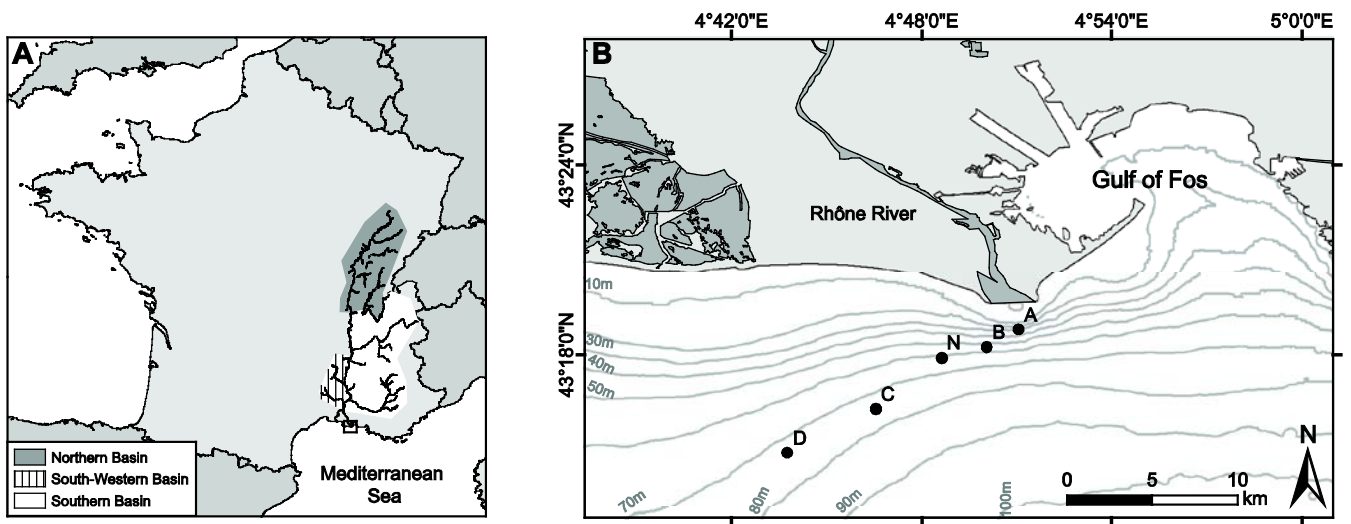 A
Northern Basin
South-Western Basin
Southern Basin
Mediterranean
Sea
4°42'0"E
4°48'0"E
4°54'0"E
5°0'0"E
B
43°24'0"N
43°18'0"N
Gulf of Fos
Rhône River
10m
30m
40m
50m
70m
80m
90m
100m
A
B
N
C
D
N
0 5 10
km